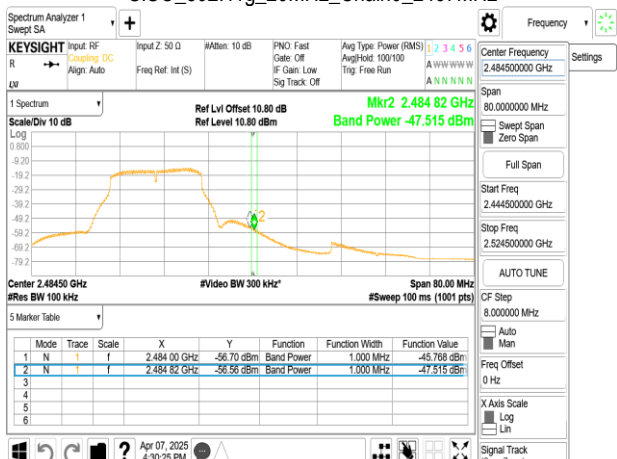 Spectrum Analyzer 1
Swept SA
+
Frequency
KEYSIGHT Input: RF
R
Coupling: DC
Align: Auto
Input Z: 50 Ω
Freq Ref: Int (S)
#Atten: 10 dB
PNO: Fast
Gate: Off
IF Gain: Low
Sig Track: Off
Avg Type: Power (RMS)
Avg|Hold: 100/100
Trig: Free Run
1 2 3 4 5 6
A W W W W W
A N N N N N
LXI
1 Spectrum
Scale/Div 10 dB
Ref Lvl Offset 10.80 dB
Ref Level 10.80 dBm
Mkr2 2.484 82 GHz
Band Power -47.515 dBm
Log
0.800
-9.20
-19.2
-29.2
-39.2
-49.2
-59.2
-69.2
-79.2
2
Center 2.48450 GHz
#Res BW 100 kHz
#Video BW 300 kHz*
Span 80.00 MHz
#Sweep 100 ms (1001 pts)
5 Marker Table
Mode Trace Scale X Y Function Function Width Function Value
1 N 1 f 2.484 00 GHz -56.70 dBm Band Power 1.000 MHz -45.768 dBm
2 N 1 f 2.484 82 GHz -56.56 dBm Band Power 1.000 MHz -47.515 dBm
3
4
5
6
?
Apr 07, 2025
4:30:25 PM
Center Frequency
2.484500000 GHz
Settings
Span
80.0000000 MHz
Swept Span
Zero Span
Full Span
Start Freq
2.444500000 GHz
Stop Freq
2.524500000 GHz
AUTO TUNE
CF Step
8.000000 MHz
Auto
Man
Freq Offset
0 Hz
X Axis Scale
Log
Lin
Signal Track